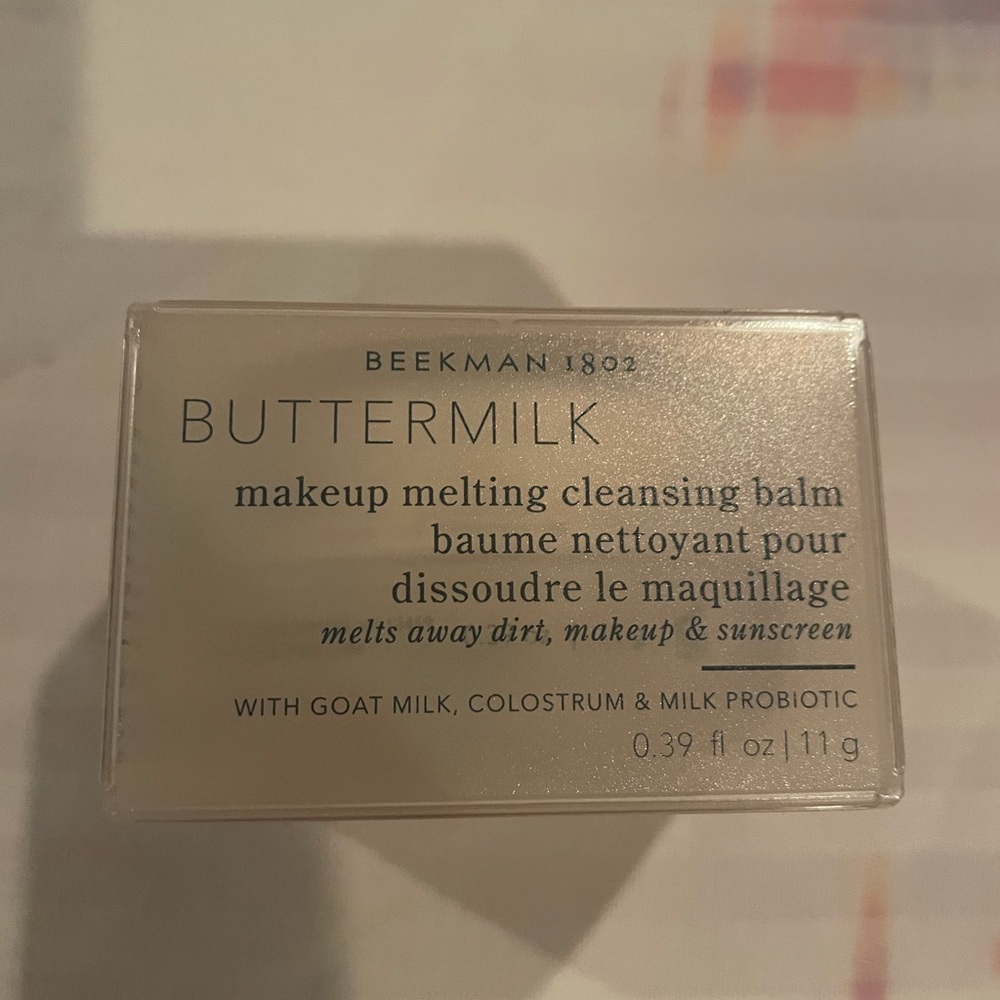 BEEKMAN 1802
BUTTERMILK
makeup melting cleansing balm
baume nettoyant pour
dissoudre le maquillage
melts away dirt, makeup & sunscreen
WITH GOAT MILK, COLOSTRUM & MILK PROBIOTIC
0.39 fl oz | 11 g